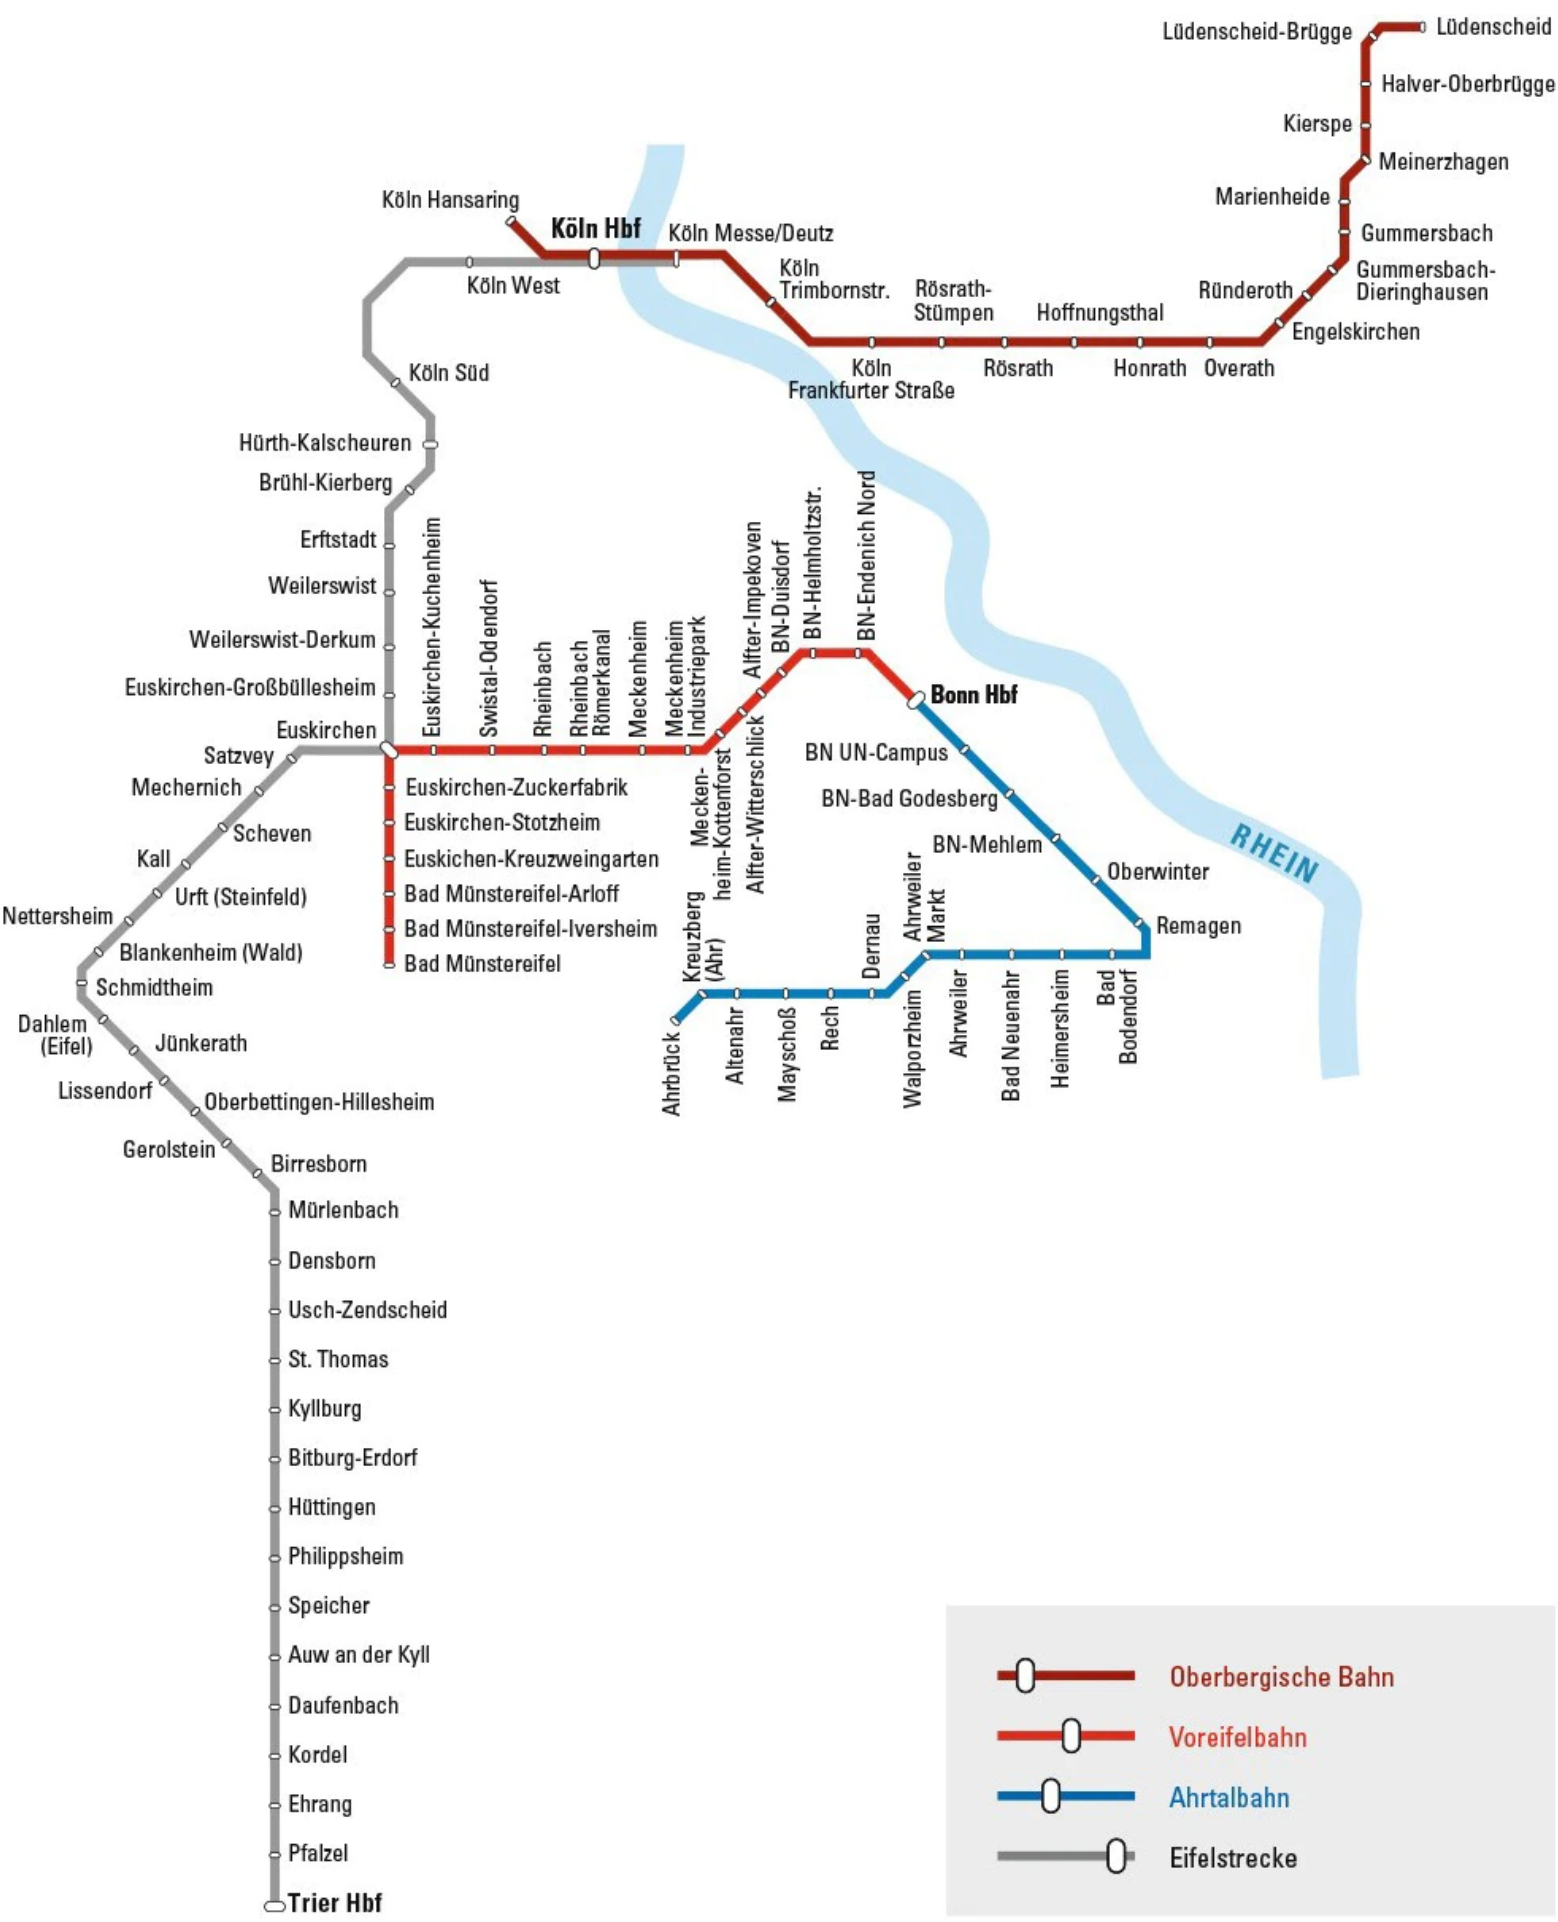 Lüdenscheid-Brügge
Lüdenscheid
Halver-Oberbrügge
Kierspe
Meinerzhagen
Marienheide
Gummersbach
Gummersbach-
Dieringhausen
Ründeroth
Engelskirchen
Köln Hansaring
Köln Hbf
Köln Messe/Deutz
Köln
Trimbornstr.
Rösrath-
Stümpen
Hoffnungsthal
Köln West
Köln
Frankfurter Straße
Rösrath
Honrath
Overath
Köln Süd
Hürth-Kalscheuren
Brühl-Kierberg
Erftstadt
Weilerswist
Weilerswist-Derkum
Euskirchen-Großbüllesheim
Euskirchen
Euskirchen-Kuchenheim
Swistal-Odendorf
Rheinbach
Rheinbach
Römerkanal
Meckenheim
Meckenheim
Industriepark
Mecken-
heim-Kottenforst
Alfter-Witterschlick
Alfter-Impekoven
BN-Duisdorf
BN-Helmholtzstr.
BN-Endenich Nord
Bonn Hbf
BN UN-Campus
BN-Bad Godesberg
BN-Mehlem
Oberwinter
Remagen
RHEIN
Satzvey
Mechernich
Scheven
Kall
Urft (Steinfeld)
Nettersheim
Blankenheim (Wald)
Schmidtheim
Dahlem
(Eifel)
Jünkerath
Lissendorf
Oberbettingen-Hillesheim
Gerolstein
Birresborn
Euskirchen-Zuckerfabrik
Euskirchen-Stotzheim
Euskichen-Kreuzweingarten
Bad Münstereifel-Arloff
Bad Münstereifel-Iversheim
Bad Münstereifel
Kreuzberg
(Ahr)
Dernau
Ahrweiler
Markt
Ahrbrück
Altenahr
Mayschoß
Rech
Walporzheim
Ahrweiler
Bad Neuenahr
Heimersheim
Bad
Bodendorf
Mürlenbach
Densborn
Usch-Zendscheid
St. Thomas
Kyllburg
Bitburg-Erdorf
Hüttingen
Philippsheim
Speicher
Auw an der Kyll
Daufenbach
Kordel
Ehrang
Pfalzel
Trier Hbf
Oberbergische Bahn
Voreifelbahn
Ahrtalbahn
Eifelstrecke